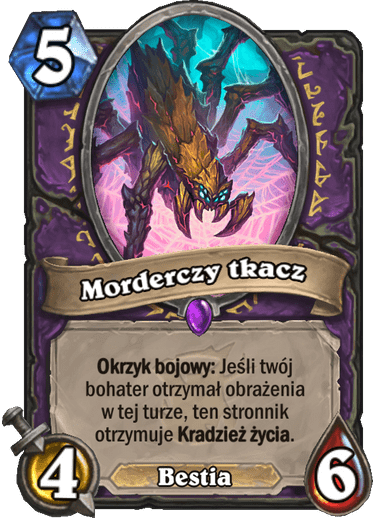 5
Morderczy tkacz
Okrzyk bojowy: Jeśli twój
bohater otrzymał obrażenia
w tej turze, ten stronnik
otrzymuje Kradzież życia.
4
Bestia
6